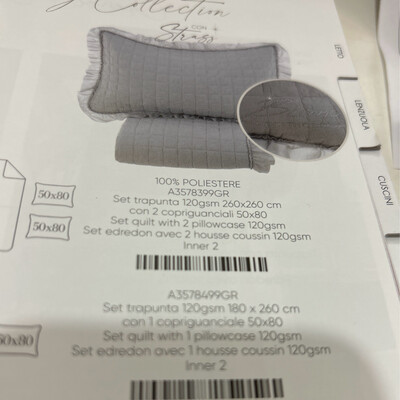 Collection
CON
Strass
LETTO
LENZUOLA
CUSCINI
50x80
50x80
100% POLIESTERE
A3578399GR
Set trapunta 120gsm 260x260 cm
con 2 copriguanciali 50x80
Set quilt with 2 pillowcase 120gsm
Set edredon avec 2 housse coussin 120gsm
Inner 2
A3578499GR
Set trapunta 120gsm 180 x 260 cm
con 1 copriguanciale 50x80
Set quilt with 1 pillowcase 120gsm
Set edredon avec 1 housse coussin 120gsm
Inner 2
50x80